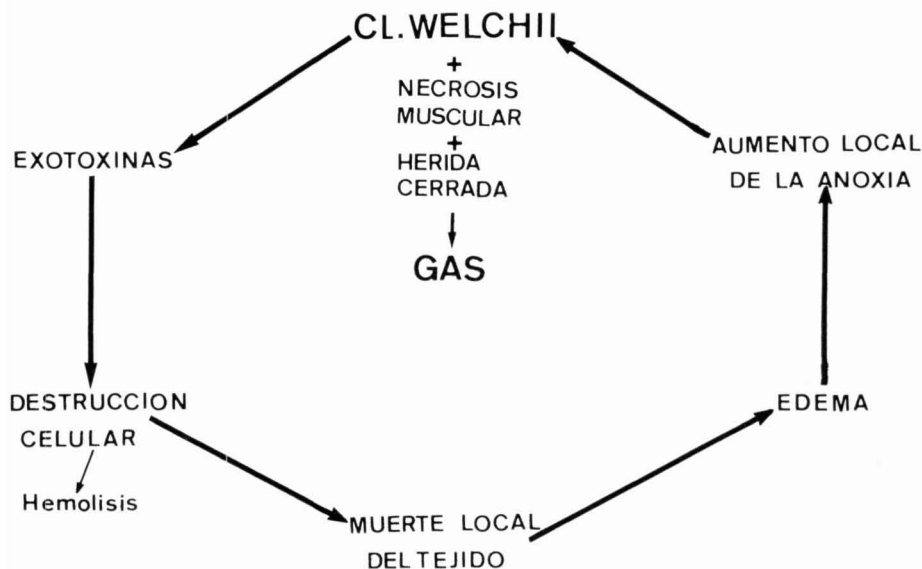 CL. WELCHII
+
NECROSIS
MUSCULAR
+
HERIDA
CERRADA
GAS
EXOTOXINAS
DESTRUCCION
CELULAR
Hemolisis
MUERTE LOCAL
DEL TEJIDO
EDEMA
AUMENTO LOCAL
DE LA ANOXIA